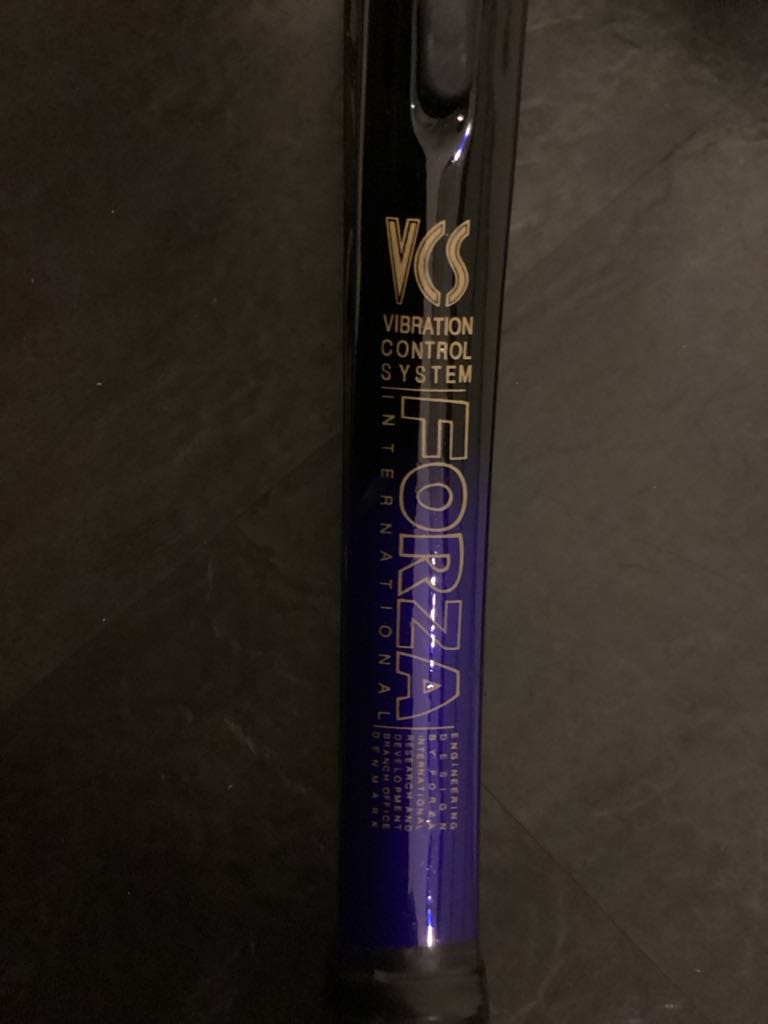 VCS
VIBRATION
CONTROL
SYSTEM
FORZA
INTERNATIONAL
ENGINEERING
DESIGN
BY FORZA
INTERNATIONAL
RESEARCH AND
DEVELOPMENT
BRANCH OFFICE
DENMARK